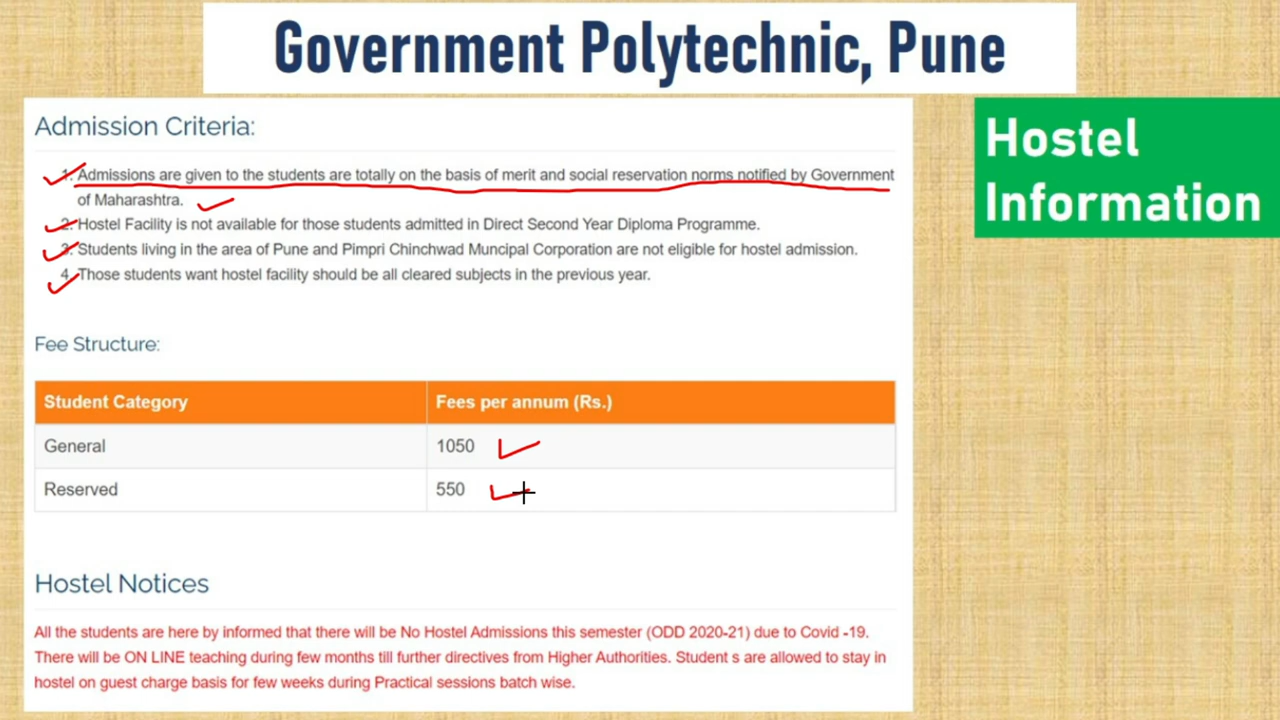 Government Polytechnic, Pune
Hostel
Information
Admission Criteria:
1. Admissions are given to the students are totally on the basis of merit and social reservation norms notified by Government
of Maharashtra.
2. Hostel Facility is not available for those students admitted in Direct Second Year Diploma Programme.
3. Students living in the area of Pune and Pimpri Chinchwad Muncipal Corporation are not eligible for hostel admission.
4. Those students want hostel facility should be all cleared subjects in the previous year.
Fee Structure:
Student Category Fees per annum (Rs.)
General 1050
Reserved 550
Hostel Notices
All the students are here by informed that there will be No Hostel Admissions this semester (ODD 2020-21) due to Covid -19.
There will be ON LINE teaching during few months till further directives from Higher Authorities. Student s are allowed to stay in
hostel on guest charge basis for few weeks during Practical sessions batch wise.